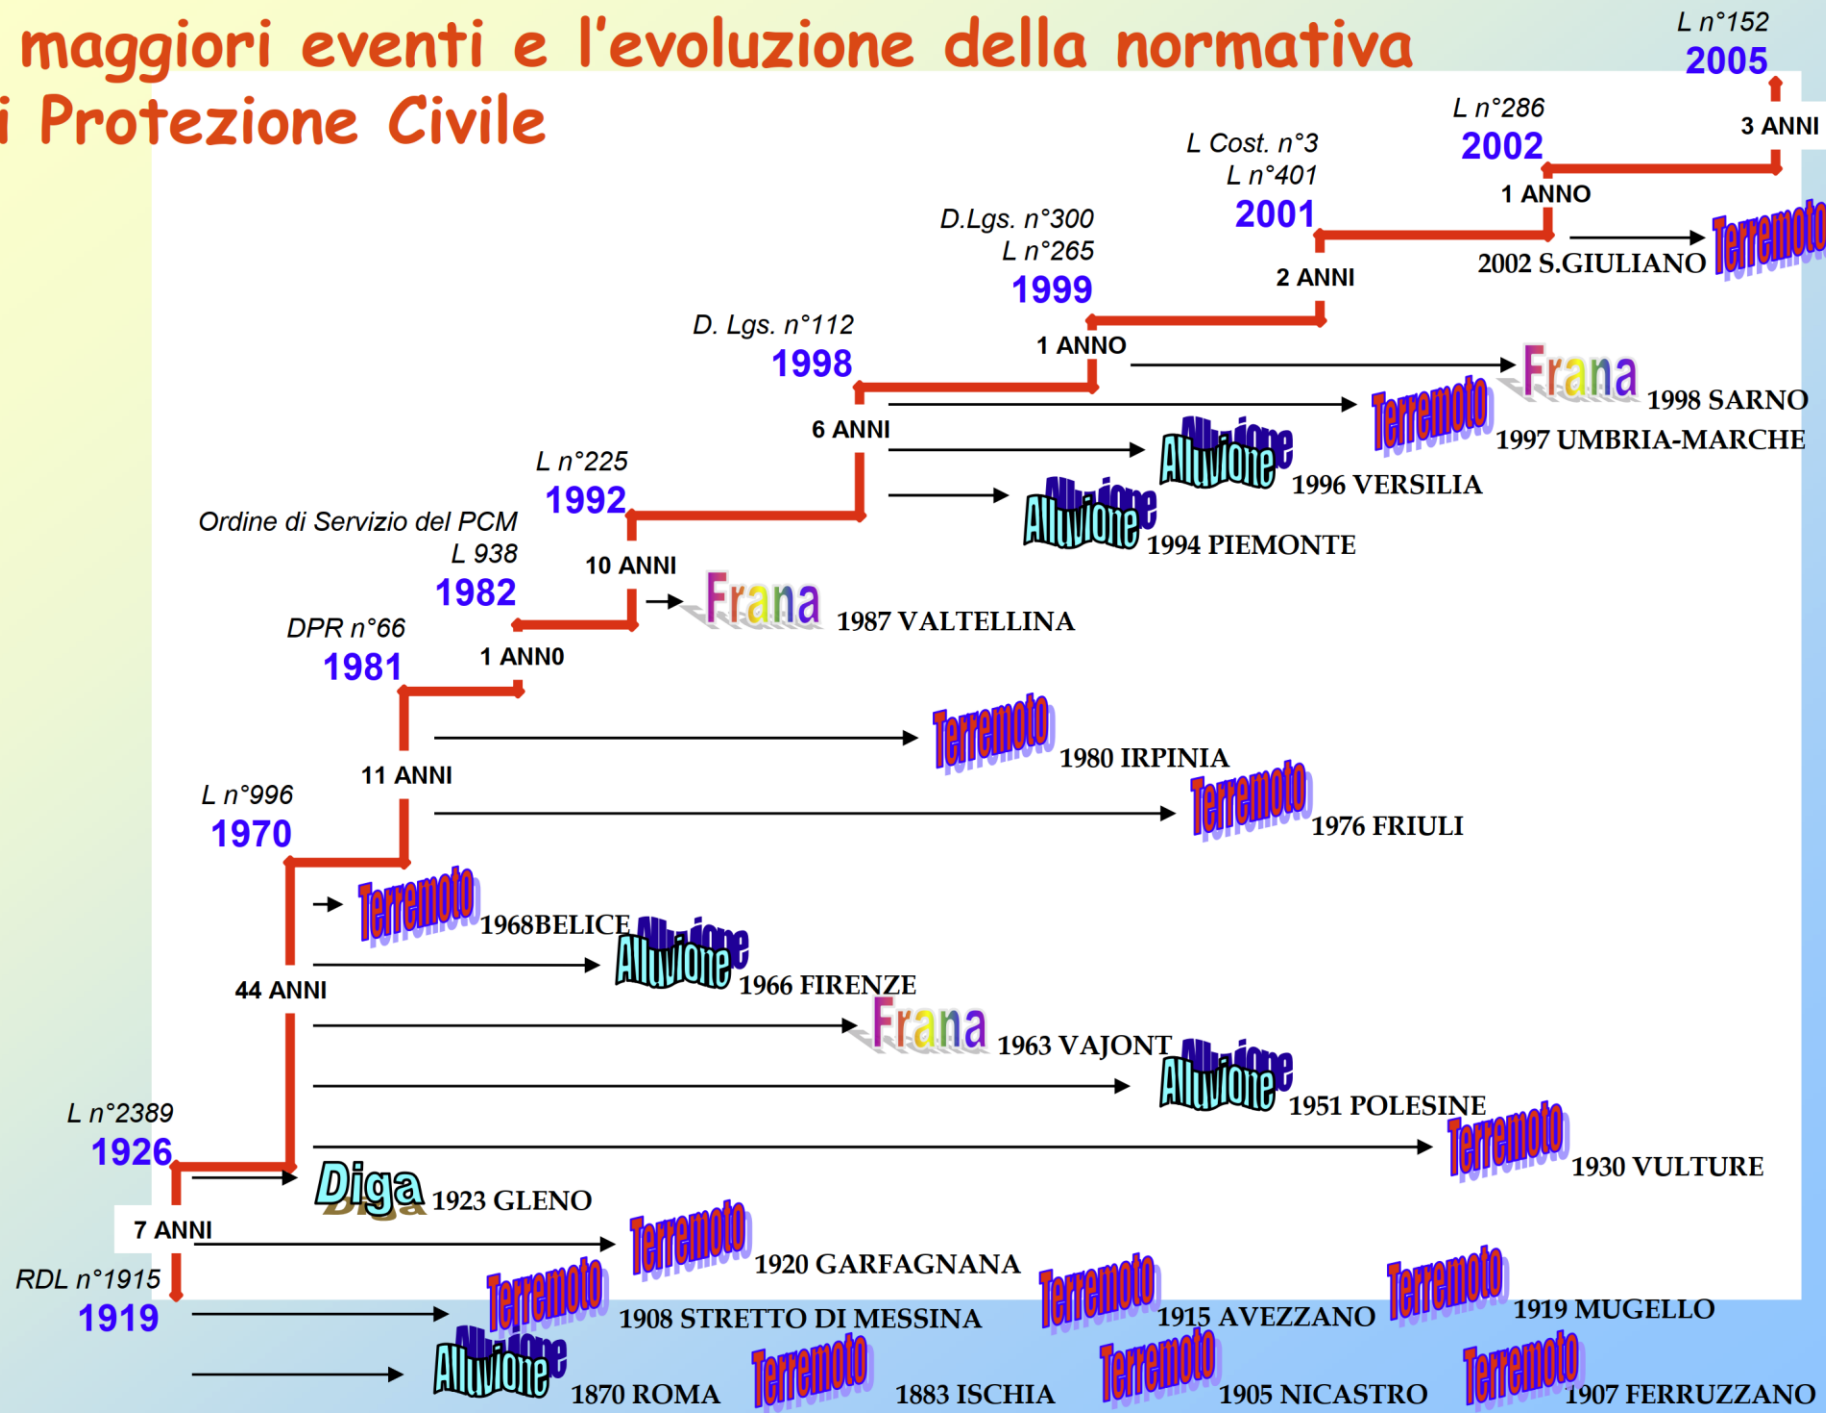 maggiori eventi e l'evoluzione della normativa
i Protezione Civile
L n°152
2005
3 ANNI
L n°286
2002
1 ANNO
Terremoto
2002 S.GIULIANO
L Cost. n°3
L n°401
2001
2 ANNI
D.Lgs. n°300
L n°265
1999
1 ANNO
Frana
1998 SARNO
D. Lgs. n°112
1998
6 ANNI
Terremoto
1997 UMBRIA-MARCHE
Alluvione
1996 VERSILIA
Alluvione
1994 PIEMONTE
L n°225
1992
10 ANNI
Frana
1987 VALTELLINA
Ordine di Servizio del PCM
L 938
1982
1 ANN0
DPR n°66
1981
11 ANNI
Terremoto
1980 IRPINIA
Terremoto
1976 FRIULI
L n°996
1970
44 ANNI
Terremoto
1968BELICE
Alluvione
1966 FIRENZE
Frana
1963 VAJONT
Alluvione
1951 POLESINE
Terremoto
1930 VULTURE
L n°2389
1926
7 ANNI
Diga
1923 GLENO
Terremoto
1920 GARFAGNANA
RDL n°1915
1919
Terremoto
1908 STRETTO DI MESSINA
Terremoto
1915 AVEZZANO
Terremoto
1919 MUGELLO
Alluvione
1870 ROMA
Terremoto
1883 ISCHIA
Terremoto
1905 NICASTRO
Terremoto
1907 FERRUZZANO